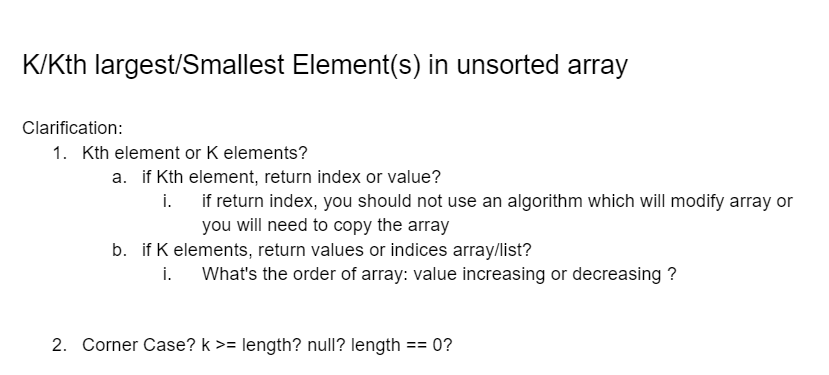 K/Kth largest/Smallest Element(s) in unsorted array
Clarification:
1. Kth element or K elements?
a. if Kth element, return index or value?
i. if return index, you should not use an algorithm which will modify array or
you will need to copy the array
b. if K elements, return values or indices array/list?
i. What's the order of array: value increasing or decreasing ?
2. Corner Case? k >= length? null? length == 0?